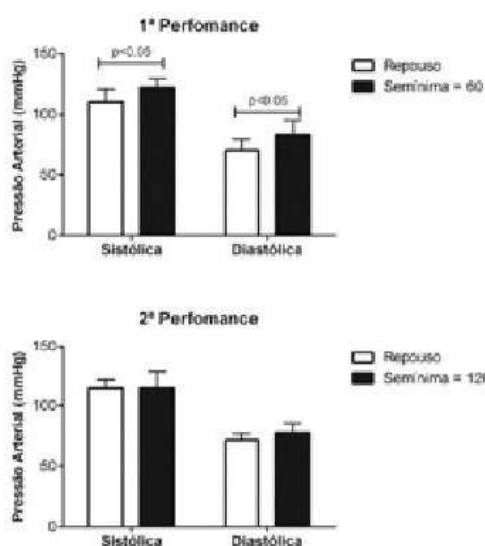 1ª Perfomance
Pressão Arterial (mmHg)
150
100
50
0
p<0.05
p<0.05
Repouso
Semínima = 60
Sistólica
Diastólica
2ª Perfomance
Pressão Arterial (mmHg)
150
100
50
0
Repouso
Semínima = 120
Sistólica
Diastólica